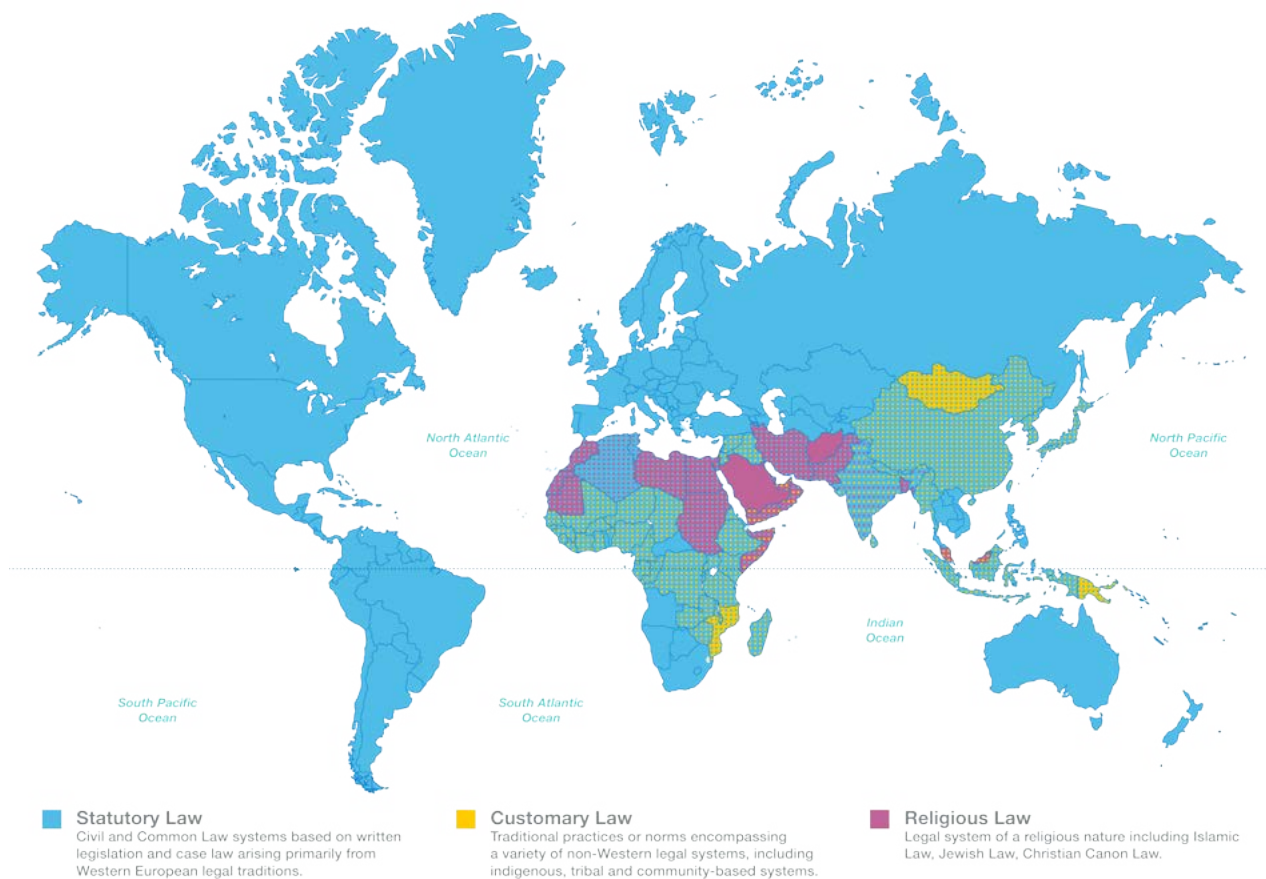 North Atlantic
Ocean
North Pacific
Ocean
Indian
Ocean
South Pacific
Ocean
South Atlantic
Ocean
Statutory Law
Civil and Common Law systems based on written
legislation and case law arising primarily from
Western European legal traditions.
Customary Law
Traditional practices or norms encompassing
a variety of non-Western legal systems, including
indigenous, tribal and community-based systems.
Religious Law
Legal system of a religious nature including Islamic
Law, Jewish Law, Christian Canon Law.